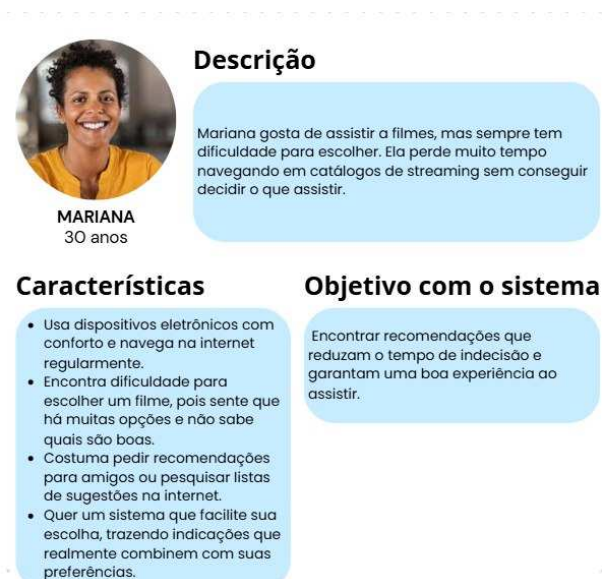 Descrição
Mariana gosta de assistir a filmes, mas sempre tem
dificuldade para escolher. Ela perde muito tempo
navegando em catálogos de streaming sem conseguir
decidir o que assistir.
MARIANA
30 anos
Características
• Usa dispositivos eletrônicos com
conforto e navega na internet
regularmente.
• Encontra dificuldade para
escolher um filme, pois sente que
há muitas opções e não sabe
quais são boas.
• Costuma pedir recomendações
para amigos ou pesquisar listas
de sugestões na internet.
• Quer um sistema que facilite sua
escolha, trazendo indicações que
realmente combinem com suas
preferências.
Objetivo com o sistema
Encontrar recomendações que
reduzam o tempo de indecisão e
garantam uma boa experiência ao
assistir.